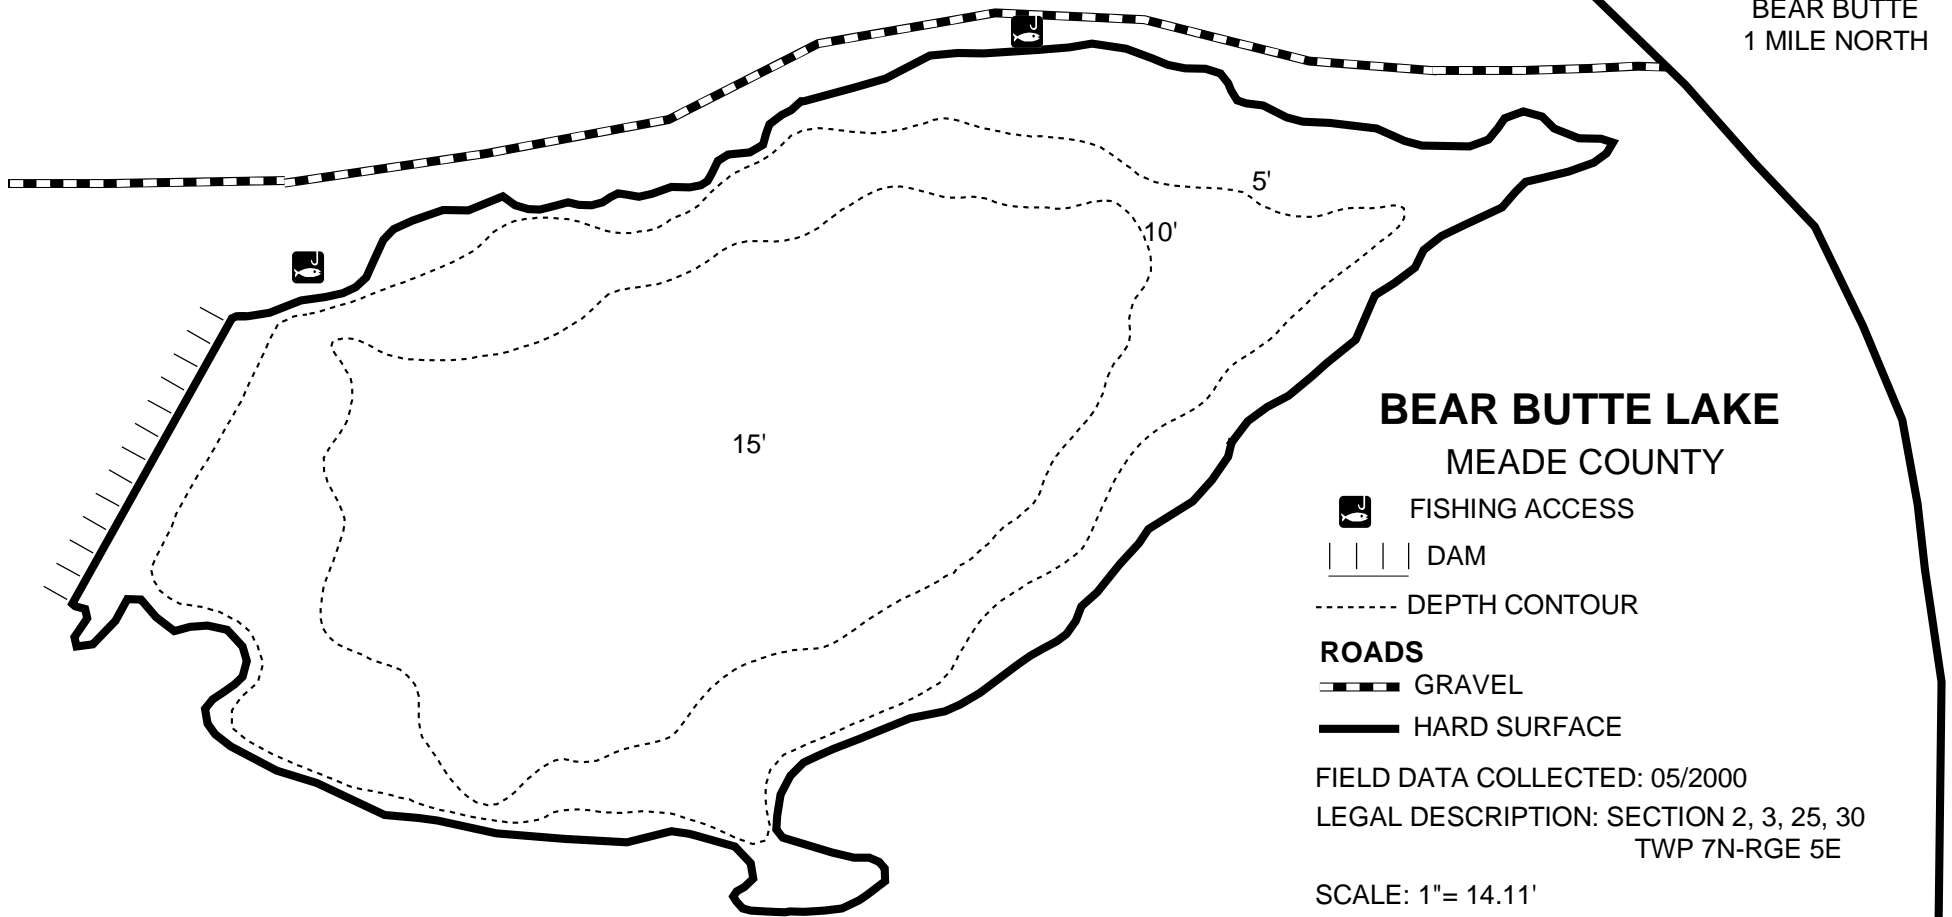 BEAR BUTTE
1 MILE NORTH
5'
10'
15'
BEAR BUTTE LAKE
MEADE COUNTY
FISHING ACCESS
DAM
DEPTH CONTOUR
ROADS
GRAVEL
HARD SURFACE
FIELD DATA COLLECTED: 05/2000
LEGAL DESCRIPTION: SECTION 2, 3, 25, 30
TWP 7N-RGE 5E
SCALE: 1"= 14.11'